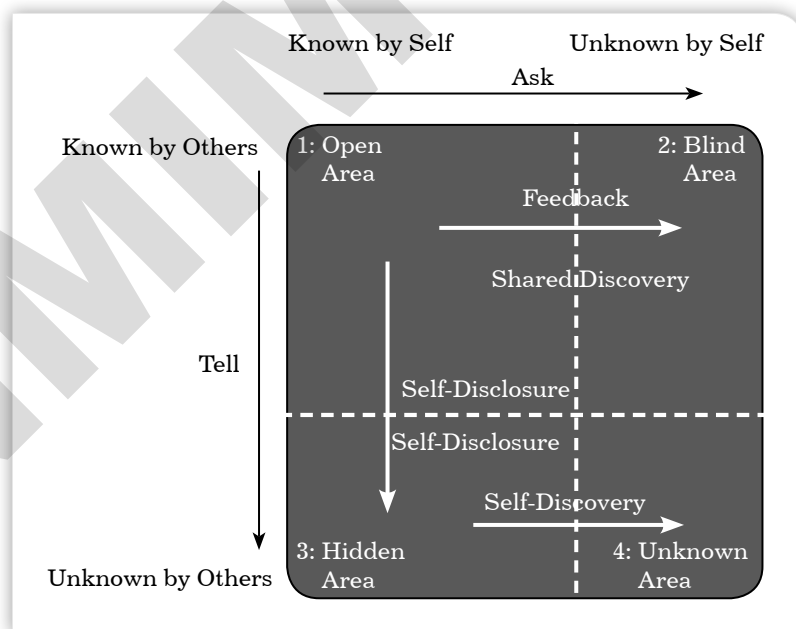 Known by Self Unknown by Self
Ask
Known by Others
1: Open
Area
2: Blind
Area
Feedback
Shared Discovery
Tell
Self-Disclosure
Self-Disclosure
Self-Discovery
3: Hidden
Area
4: Unknown
Area
Unknown by Others